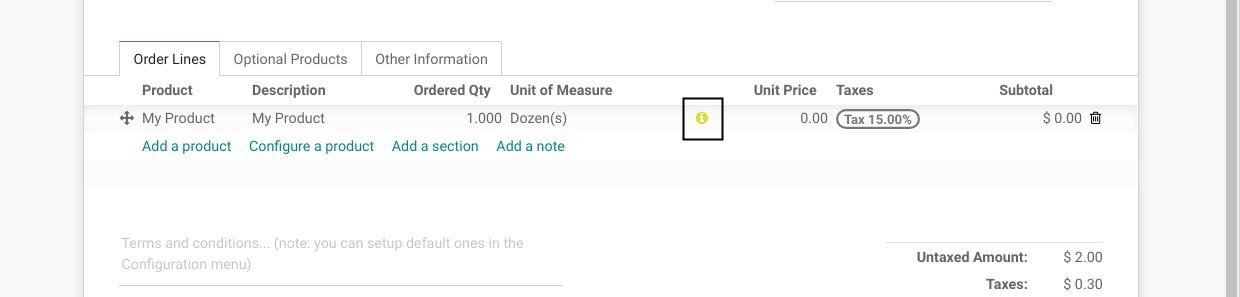 Order Lines Optional Products Other Information
Product Description Ordered Qty Unit of Measure Unit Price Taxes Subtotal
My Product My Product 1.000 Dozen(s) 0.00 Tax 15.00% $ 0.00
Add a product Configure a product Add a section Add a note
Terms and conditions... (note: you can setup default ones in the
Configuration menu)
Untaxed Amount: $ 2.00
Taxes: $ 0.30